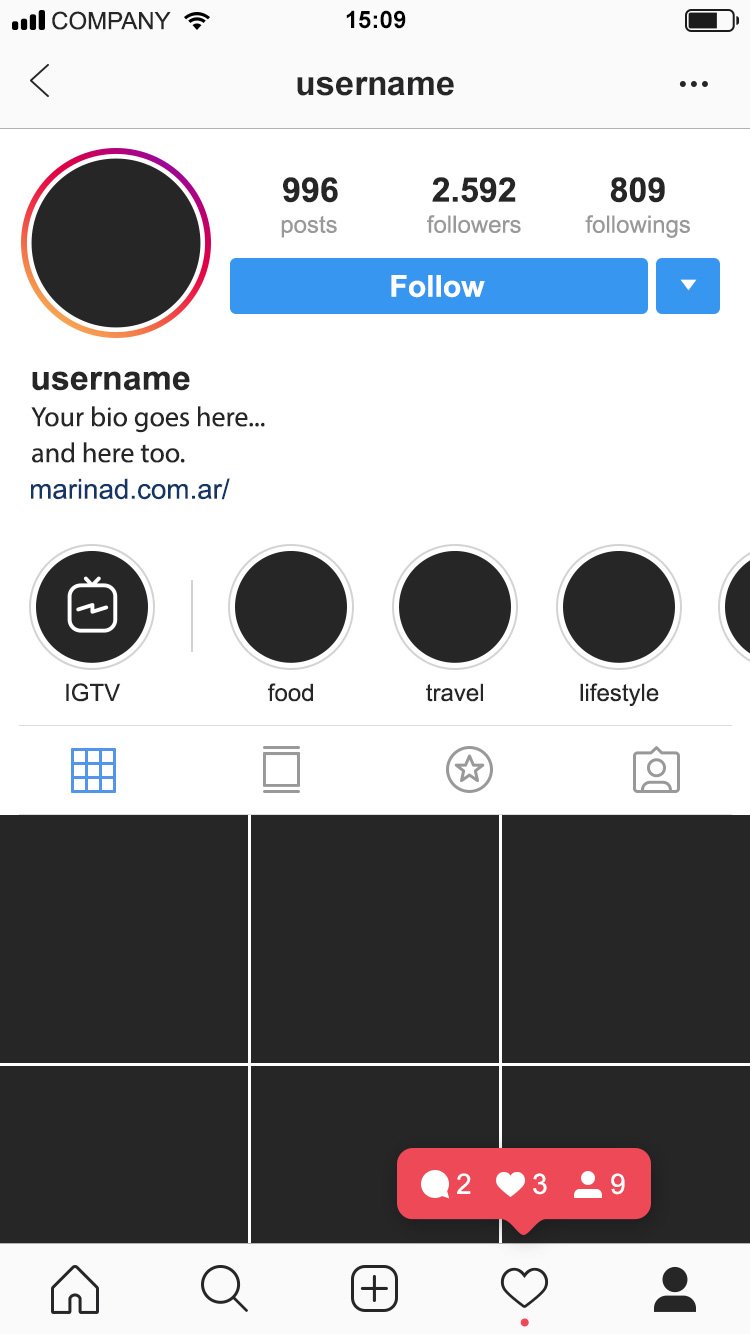 COMPANY 15:09
username
996 2.592 809
posts followers followings
Follow
username
Your bio goes here...
and here too.
marinad.com.ar/
IGTV food travel lifestyle
2 3 9